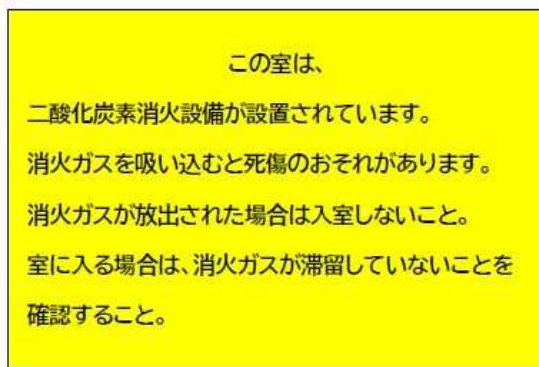 この室は、
二酸化炭素消火設備が設置されています。
消火ガスを吸い込むと死傷のおそれがあります。
消火ガスが放出された場合は入室しないこと。
室に入る場合は、消火ガスが滞留していないことを
確認すること。